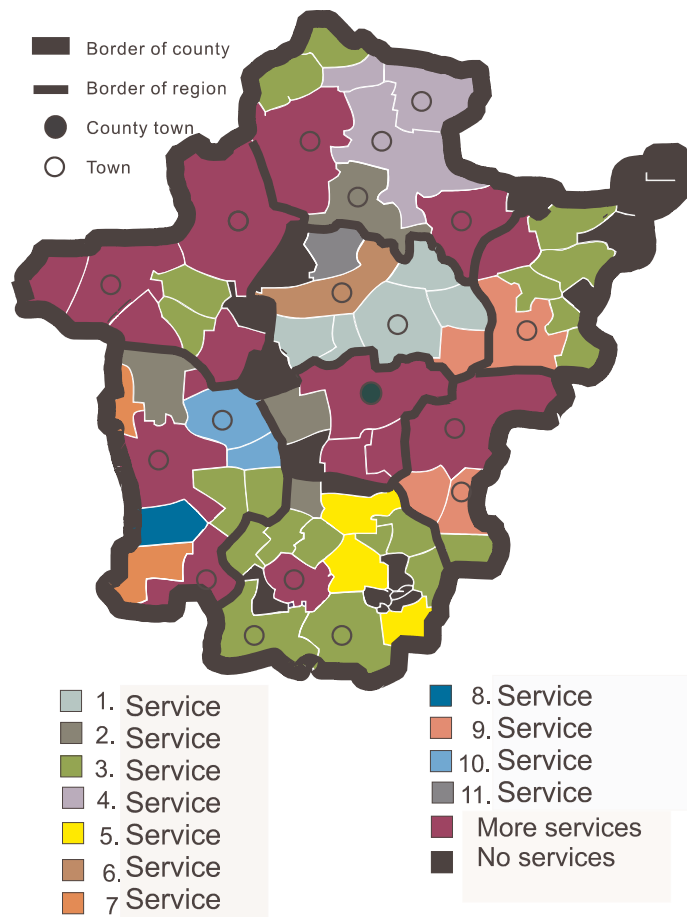 Border of county
Border of region
County town
Town
1. Service
2. Service
3. Service
4. Service
5. Service
6. Service
7 Service
8. Service
9. Service
10. Service
11. Service
More services
No services